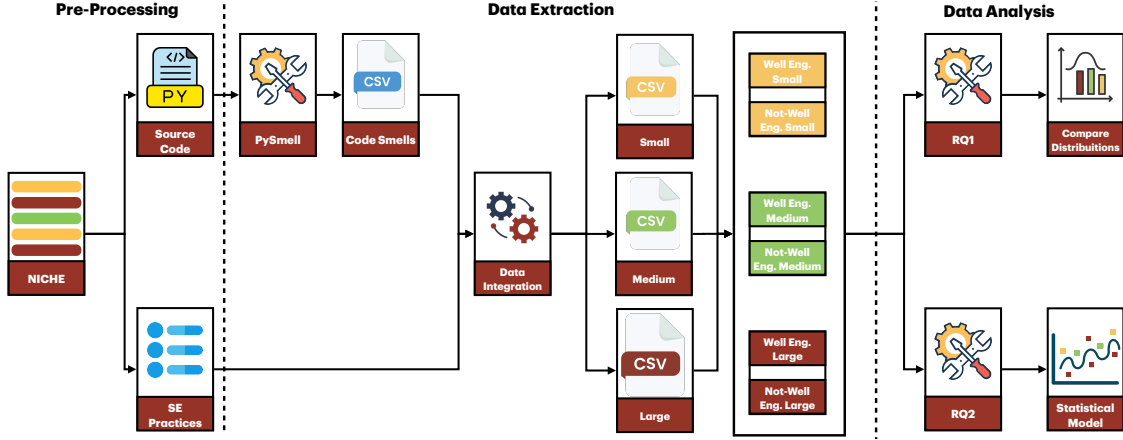 Pre-Processing
Data Extraction
Data Analysis
</>
PY
Source
Code
PySmell
CSV
Code Smells
CSV
Small
Well Eng.
Small
Not-Well
Eng. Small
RQ1
Compare
Distribuitions
NICHE
Data
Integration
CSV
Medium
Well Eng.
Medium
Not-Well
Eng. Medium
SE
Practices
CSV
Large
Well Eng.
Large
Not-Well
Eng. Large
RQ2
Statistical
Model